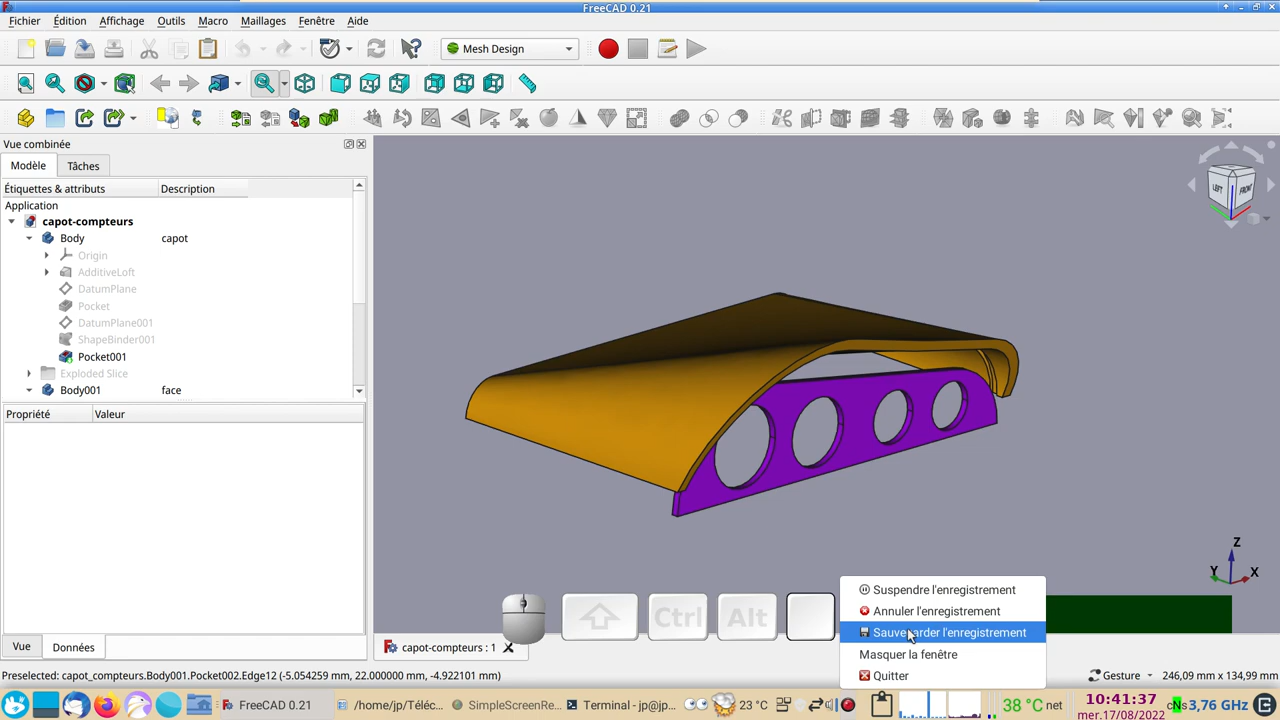 FreeCAD 0.21
Fichier Édition Affichage Outils Macro Maillages Fenêtre Aide
Mesh Design
Vue combinée
Modèle Tâches
Étiquettes & attributs Description
Application
capot-compteurs
Body capot
Origin
AdditiveLoft
DatumPlane
Pocket
DatumPlane001
ShapeBinder001
Pocket001
Exploded Slice
Body001 face
Propriété Valeur
LEFT FRONT
Z
Y
X
Suspendre l'enregistrement
Annuler l'enregistrement
Sauvegarder l'enregistrement
Masquer la fenêtre
Quitter
Ctrl Alt
Vue Données
capot-compteurs : 1
Preselected: capot_compteurs.Body001.Pocket002.Edge12 (-5.054259 mm, 22.000000 mm, -4.922101 mm)
Gesture 246,09 mm x 134,99 mm
FreeCAD 0.21 /home/jp/Téléc... SimpleScreenRe... Terminal - jp@jp... 23 °C 38 °C net 10:41:37 3,76 GHz
mer.17/08/2022